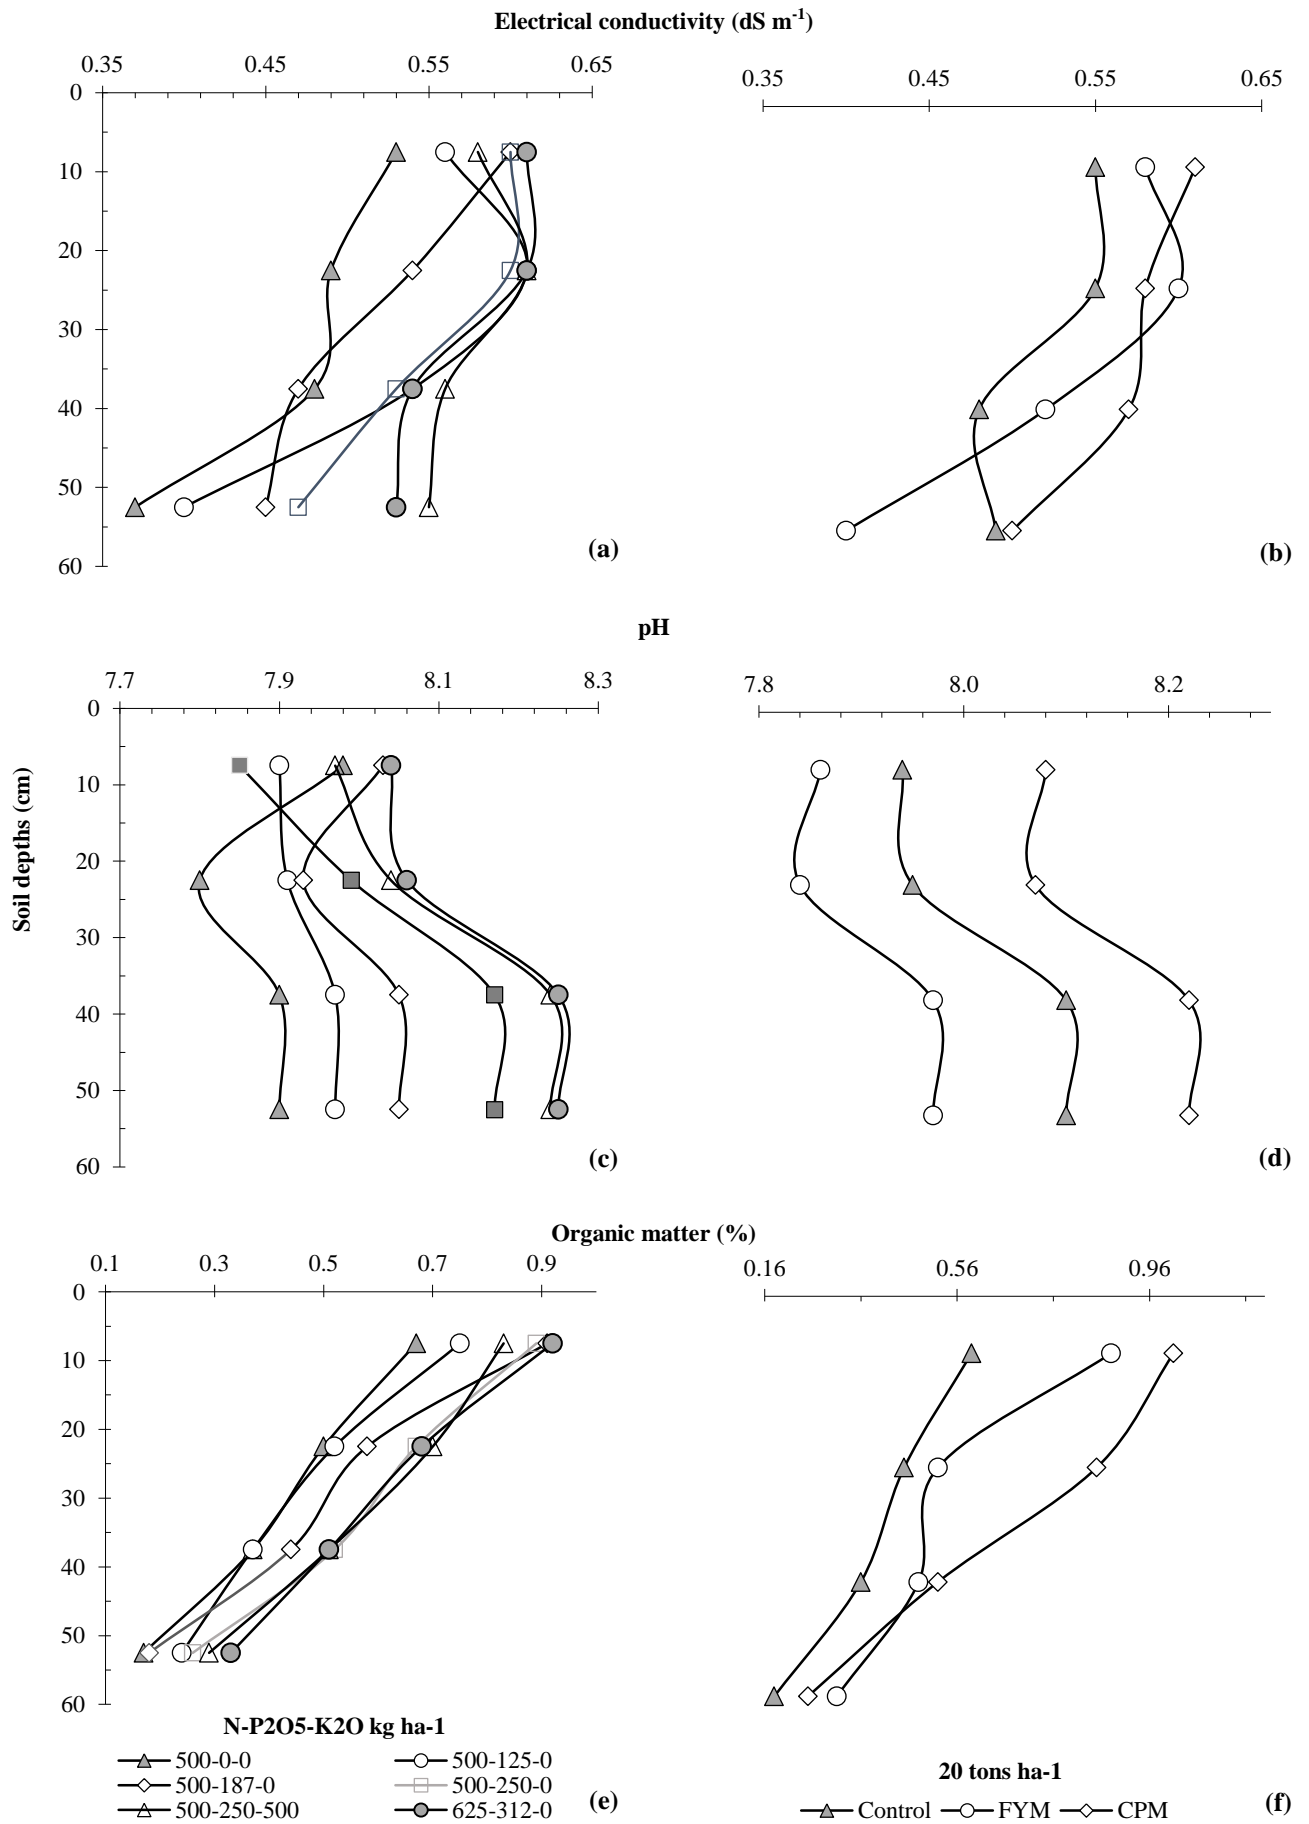 Electrical conductivity (dS m-1)
0.35 0.45 0.55 0.65
0.35 0.45 0.55 0.65
0
10
20
30
40
50
60
(a)
(b)
pH
7.7 7.9 8.1 8.3
7.8 8.0 8.2
0
10
20
30
40
50
60
Soil depths (cm)
(c)
(d)
Organic matter (%)
0.1 0.3 0.5 0.7 0.9
0.16 0.56 0.96
0
10
20
30
40
50
60
N-P2O5-K2O kg ha-1
500-0-0 500-125-0
500-187-0 500-250-0
500-250-500 625-312-0
(e)
20 tons ha-1
Control FYM CPM
(f)